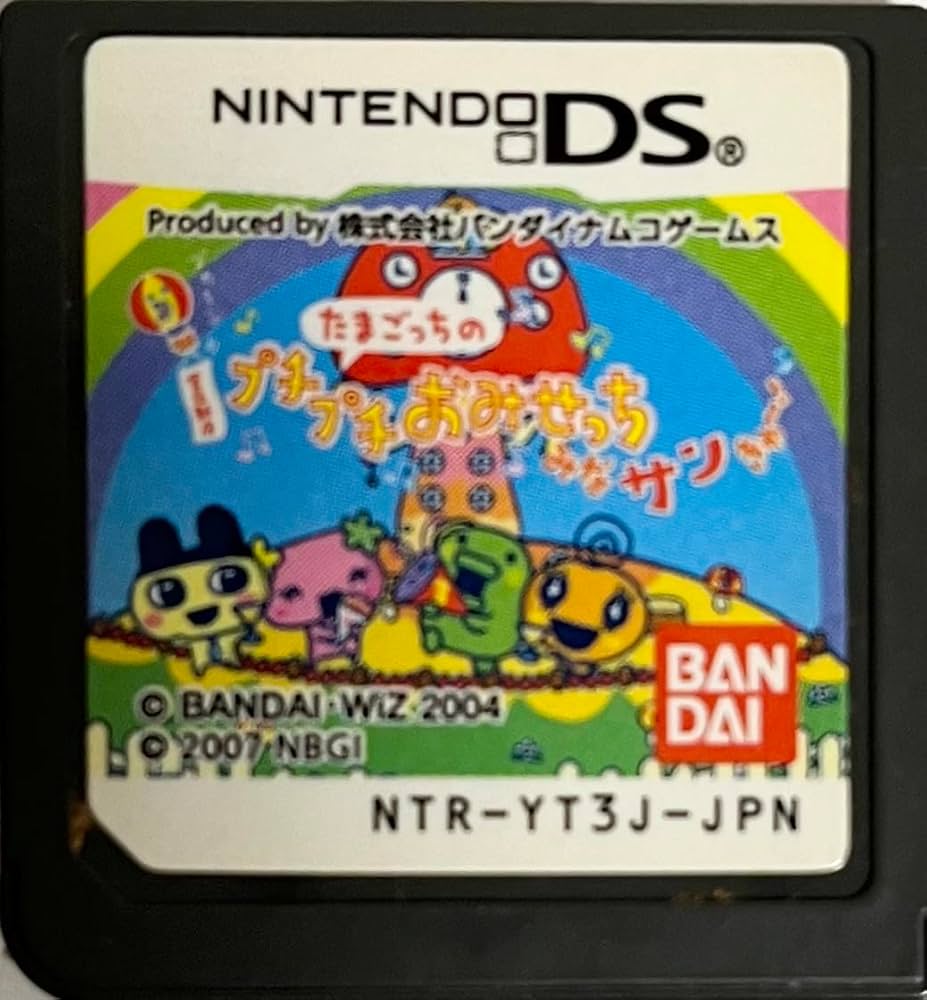 NINTENDO DS®
Produced by 株式会社バンダイナムコゲームス
たまごっちの
プチプチおみせっち
みなサンきゅ〜
© BANDAI・WiZ 2004
© 2007 NBGI
BAN
DAI
NTR-YT3J-JPN